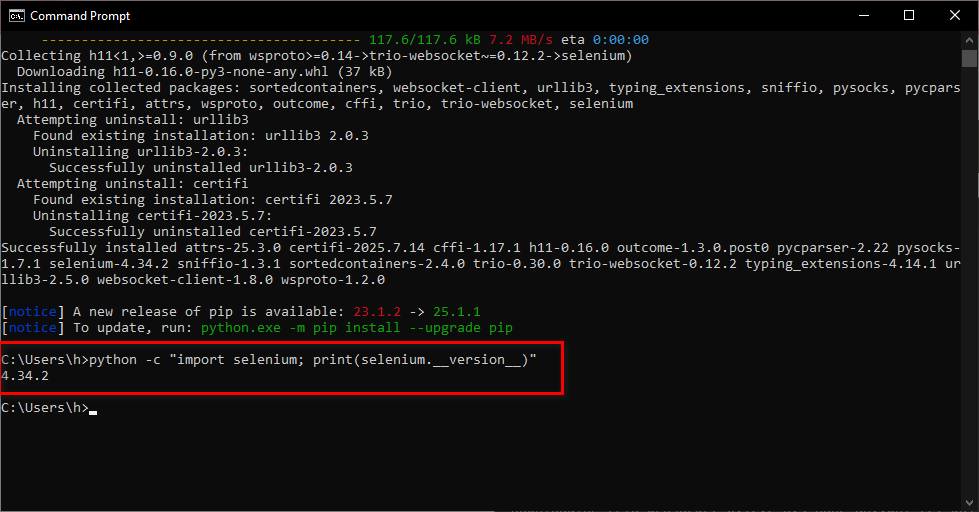 Command Prompt
---------------------------------------- 117.6/117.6 kB 7.2 MB/s eta 0:00:00
Collecting h11<1,>=0.9.0 (from wsproto>=0.14->trio-websocket~=0.12.2->selenium)
  Downloading h11-0.16.0-py3-none-any.whl (37 kB)
Installing collected packages: sortedcontainers, websocket-client, urllib3, typing_extensions, sniffio, pysocks, pycpars
er, h11, certifi, attrs, wsproto, outcome, cffi, trio, trio-websocket, selenium
  Attempting uninstall: urllib3
    Found existing installation: urllib3 2.0.3
    Uninstalling urllib3-2.0.3:
      Successfully uninstalled urllib3-2.0.3
  Attempting uninstall: certifi
    Found existing installation: certifi 2023.5.7
    Uninstalling certifi-2023.5.7:
      Successfully uninstalled certifi-2023.5.7
Successfully installed attrs-25.3.0 certifi-2025.7.14 cffi-1.17.1 h11-0.16.0 outcome-1.3.0.post0 pycparser-2.22 pysocks-
1.7.1 selenium-4.34.2 sniffio-1.3.1 sortedcontainers-2.4.0 trio-0.30.0 trio-websocket-0.12.2 typing_extensions-4.14.1 ur
llib3-2.5.0 websocket-client-1.8.0 wsproto-1.2.0
[notice] A new release of pip is available: 23.1.2 -> 25.1.1
[notice] To update, run: python.exe -m pip install --upgrade pip
C:\Users\h>python -c "import selenium; print(selenium.__version__)"
4.34.2
C:\Users\h>